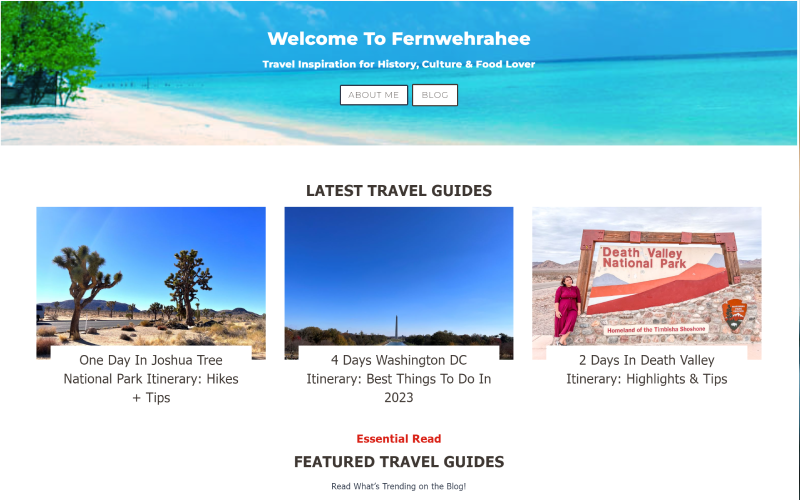 Welcome To Fernwehrahee
Travel Inspiration for History, Culture & Food Lover
ABOUT ME
BLOG
LATEST TRAVEL GUIDES
Death Valley
National Park
Homeland of the Timbisha Shoshone
One Day In Joshua Tree
National Park Itinerary: Hikes
+ Tips
4 Days Washington DC
Itinerary: Best Things To Do In
2023
2 Days In Death Valley
Itinerary: Highlights & Tips
Essential Read
FEATURED TRAVEL GUIDES
Read What's Trending on the Blog!